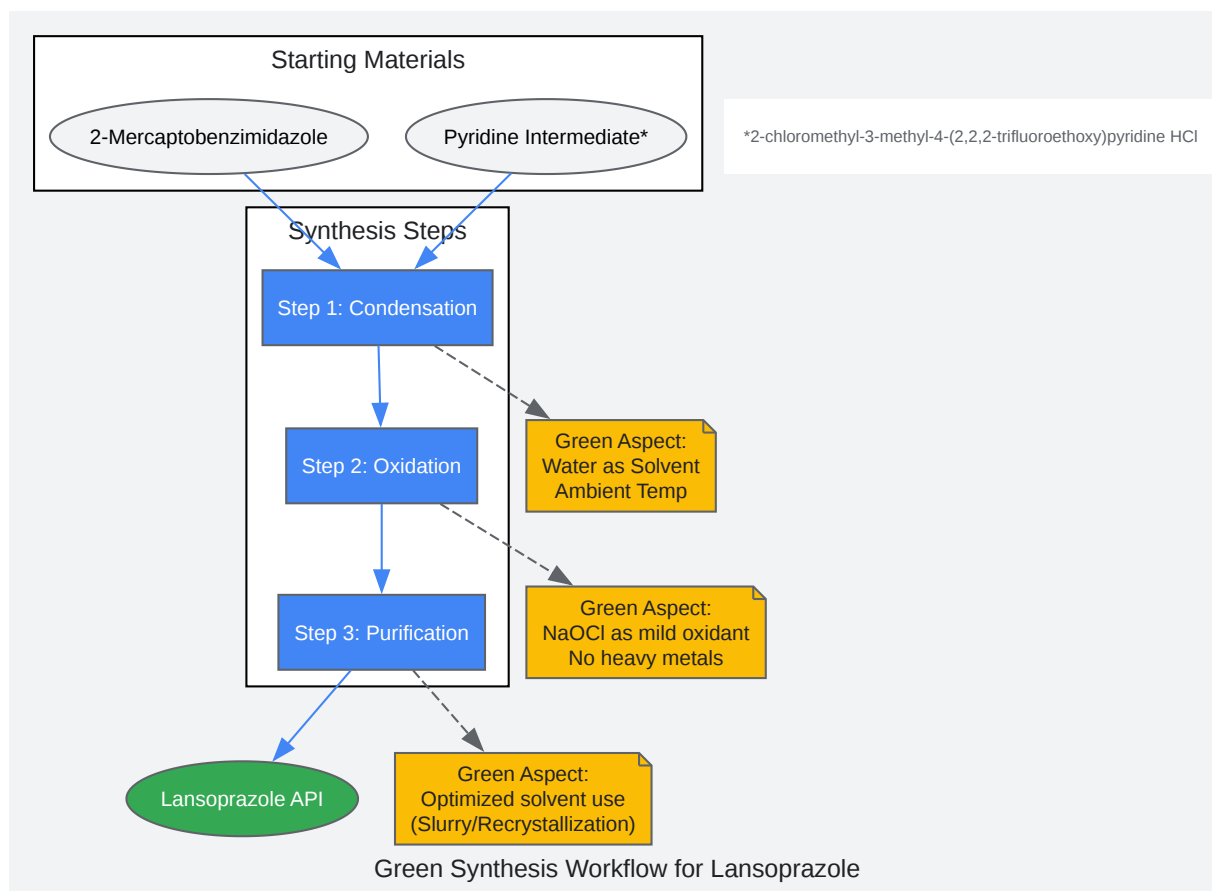 Starting Materials
2-Mercaptobenzimidazole
Pyridine Intermediate*
*2-chloromethyl-3-methyl-4-(2,2,2-trifluoroethoxy)pyridine HCl
Synthesis Steps
Step 1: Condensation
Green Aspect:
Water as Solvent
Ambient Temp
Step 2: Oxidation
Green Aspect:
NaOCl as mild oxidant
No heavy metals
Step 3: Purification
Lansoprazole API
Green Aspect:
Optimized solvent use
(Slurry/Recrystallization)
Green Synthesis Workflow for Lansoprazole